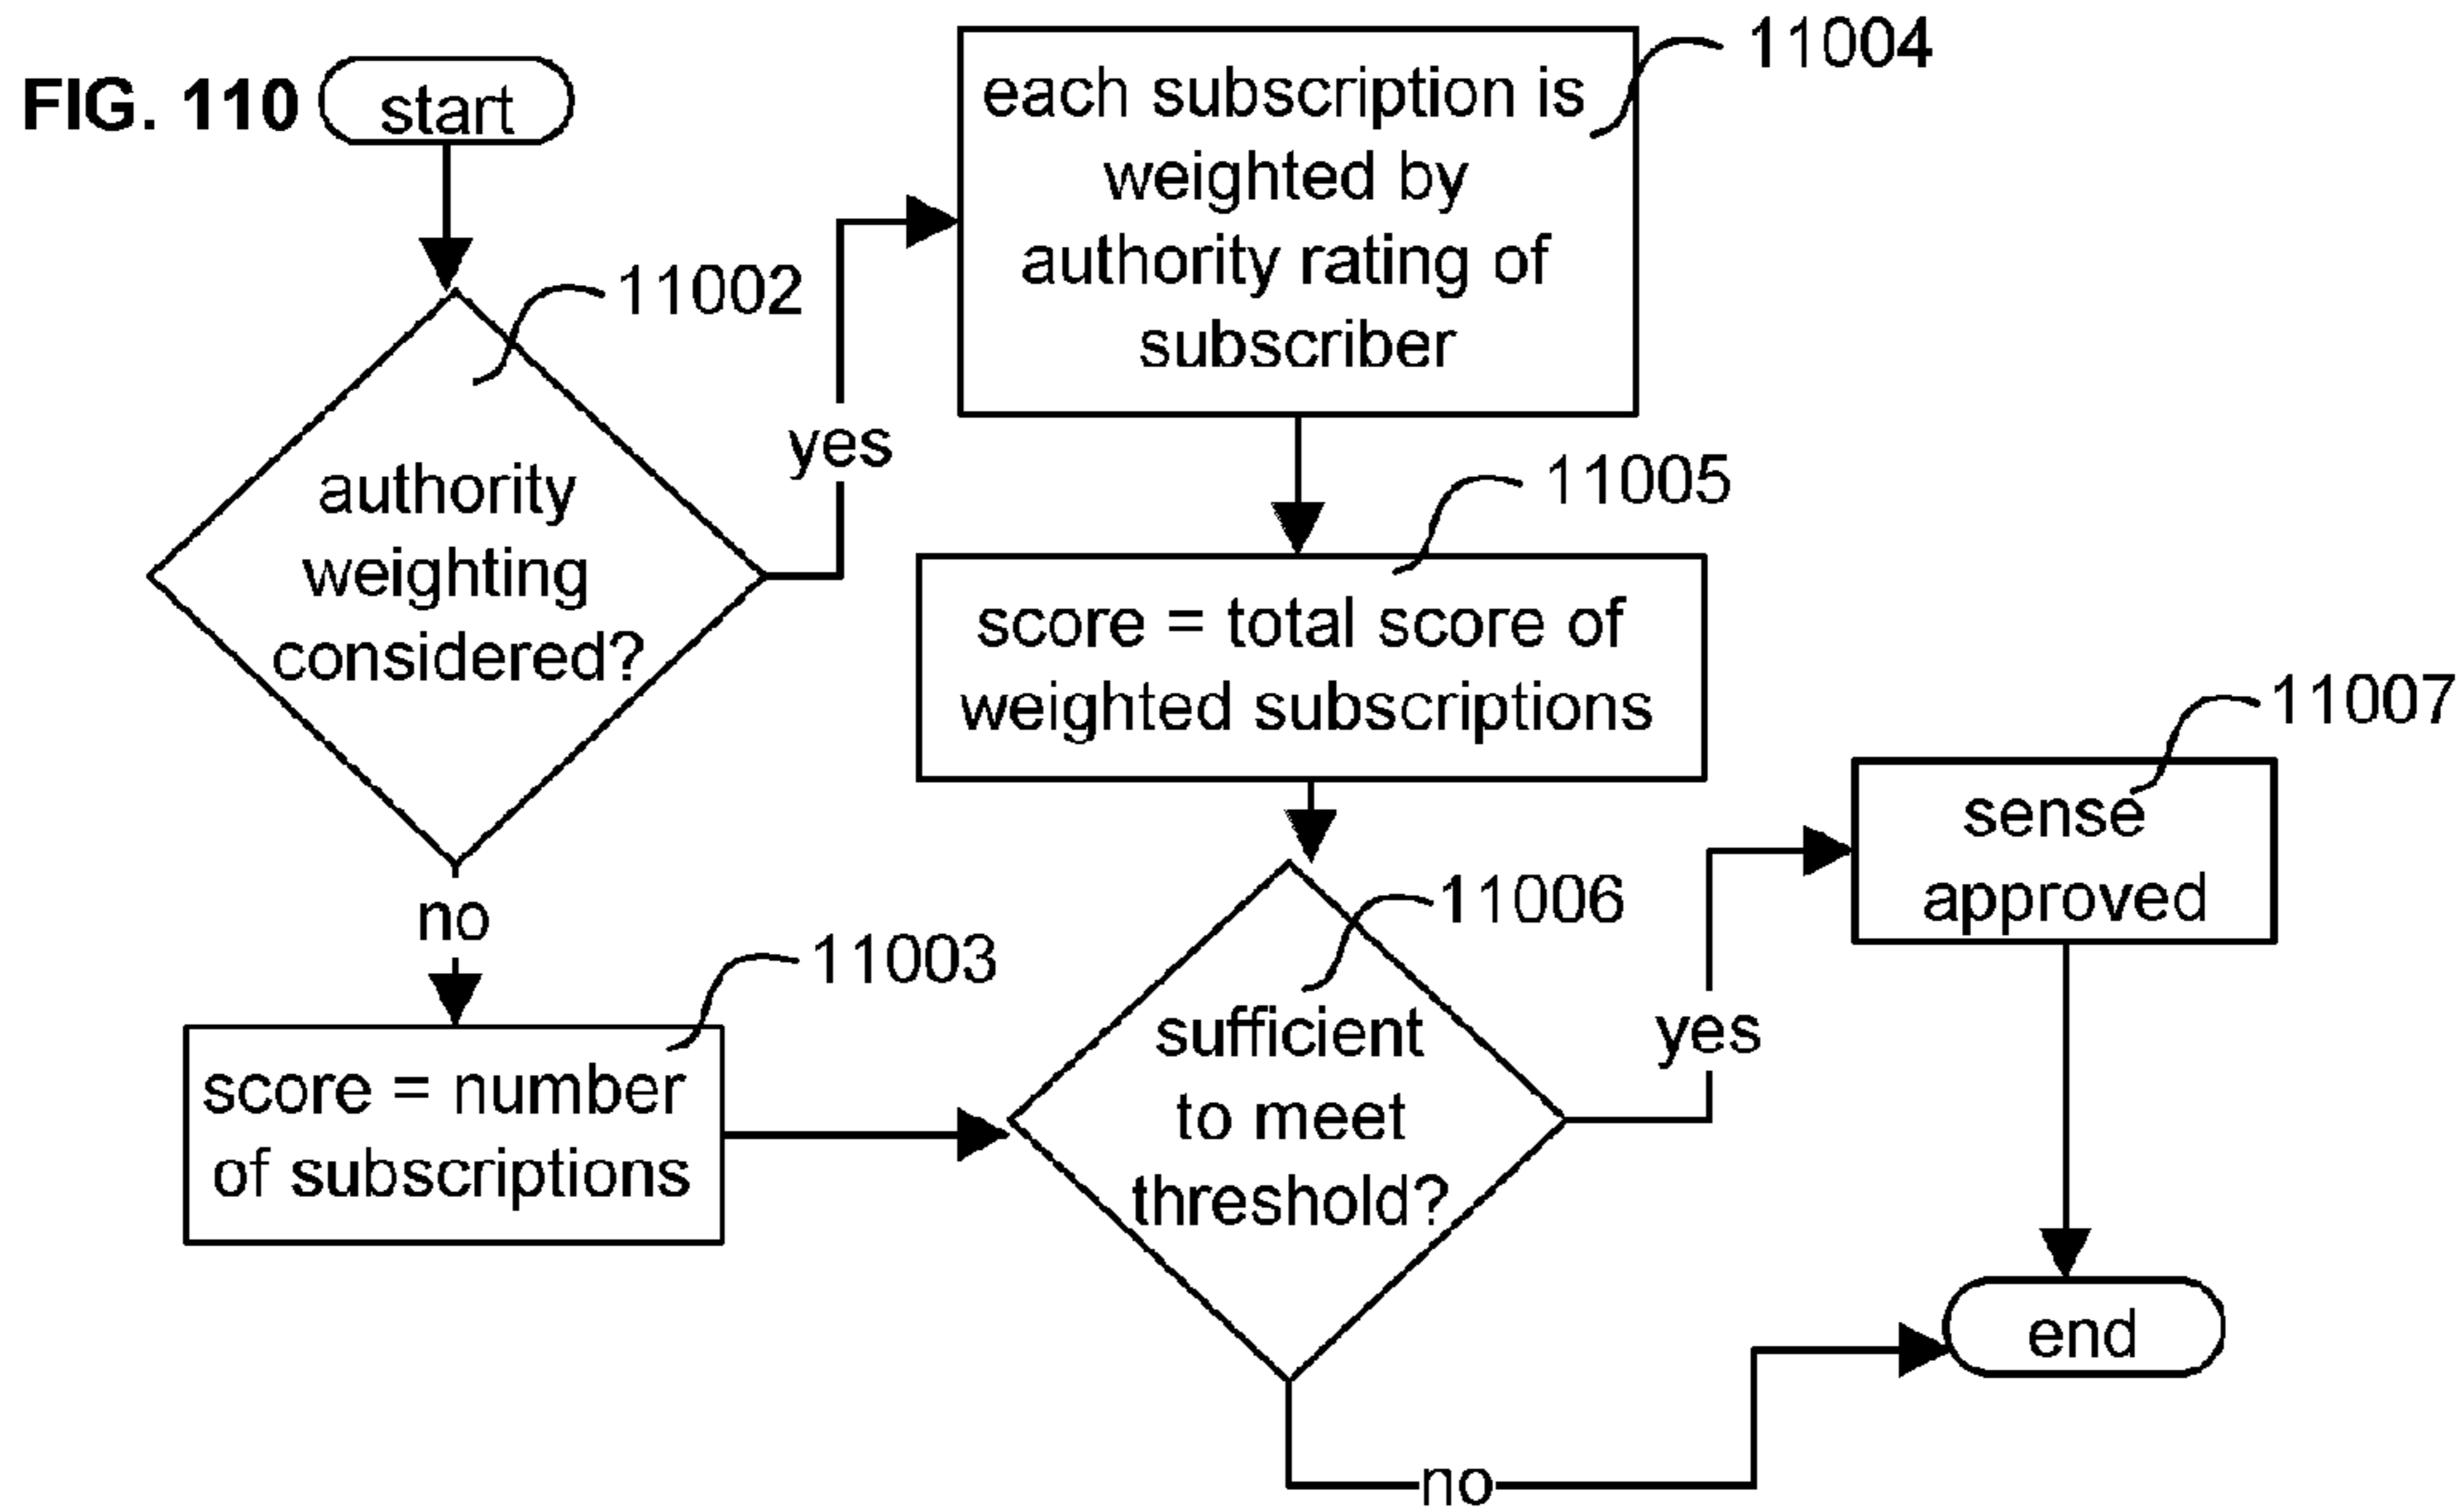 FIG. 110
start
11002
authority
weighting
considered?
yes
no
11003
score = number
of subscriptions
11004
each subscription is
weighted by
authority rating of
subscriber
11005
score = total score of
weighted subscriptions
11006
sufficient
to meet
threshold?
yes
no
11007
sense
approved
end